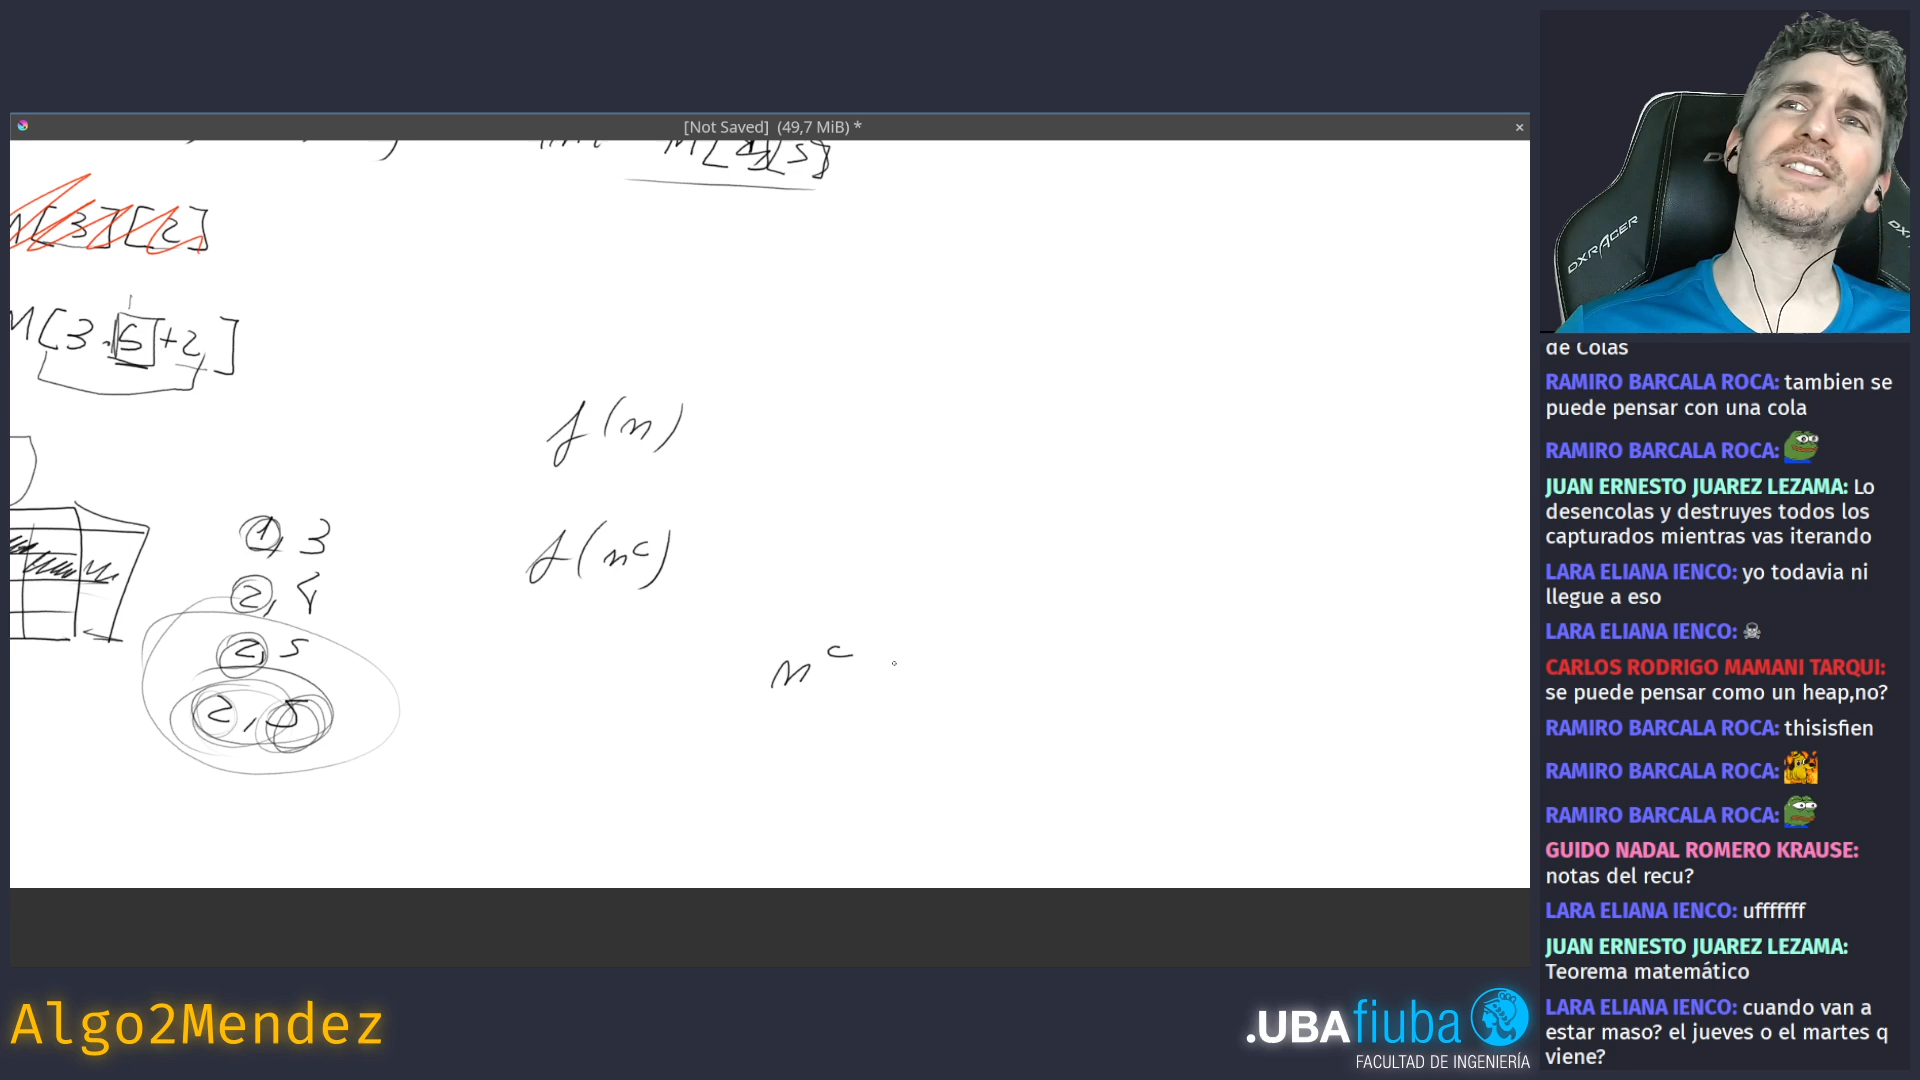 [Not Saved] (49,7 MiB) *
M[3][2]
M[3.5+2]
f(n)
f(n^c)
1, 3
2, 4
2, 5
2, 5
n^c
DXRACER
de Colas
RAMIRO BARCALA ROCA: tambien se
puede pensar con una cola
RAMIRO BARCALA ROCA:
JUAN ERNESTO JUAREZ LEZAMA: Lo
desencolas y destruyes todos los
capturados mientras vas iterando
LARA ELIANA IENCO: yo todavia ni
llegue a eso
LARA ELIANA IENCO: ☠
CARLOS RODRIGO MAMANI TARQUI:
se puede pensar como un heap,no?
RAMIRO BARCALA ROCA: thisisfien
RAMIRO BARCALA ROCA:
RAMIRO BARCALA ROCA:
GUIDO NADAL ROMERO KRAUSE:
notas del recu?
LARA ELIANA IENCO: ufffffff
JUAN ERNESTO JUAREZ LEZAMA:
Teorema matemático
LARA ELIANA IENCO: cuando van a
estar maso? el jueves o el martes q
viene?
Algo2Mendez
.UBAfiuba
FACULTAD DE INGENIERÍA